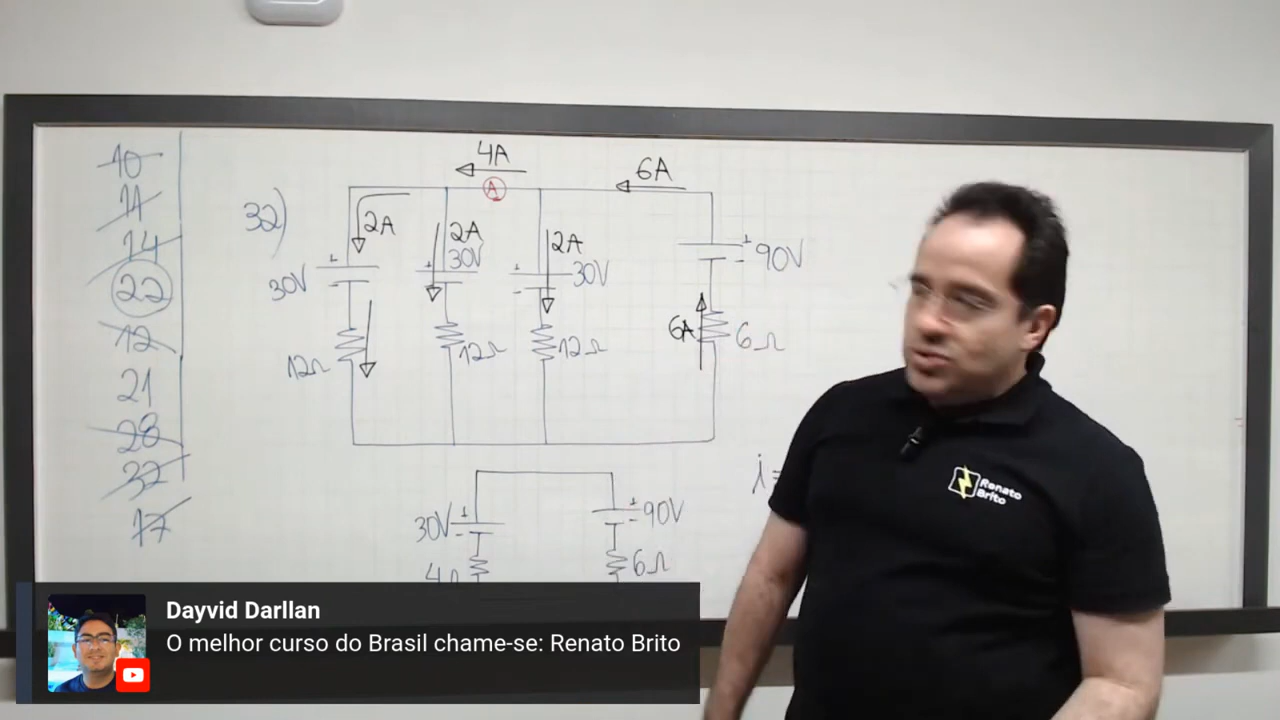 10
11
14
22
12
21
28
32
17
32)
4A
A
6A
2A
2A
2A
30V
+
30V
+
-
30V
+
-
90V
12Ω
12Ω
12Ω
6A
6Ω
30V
+
-
4Ω
+
-
90V
6Ω
i=
Renato
Brito
Dayvid Darllan
O melhor curso do Brasil chame-se: Renato Brito